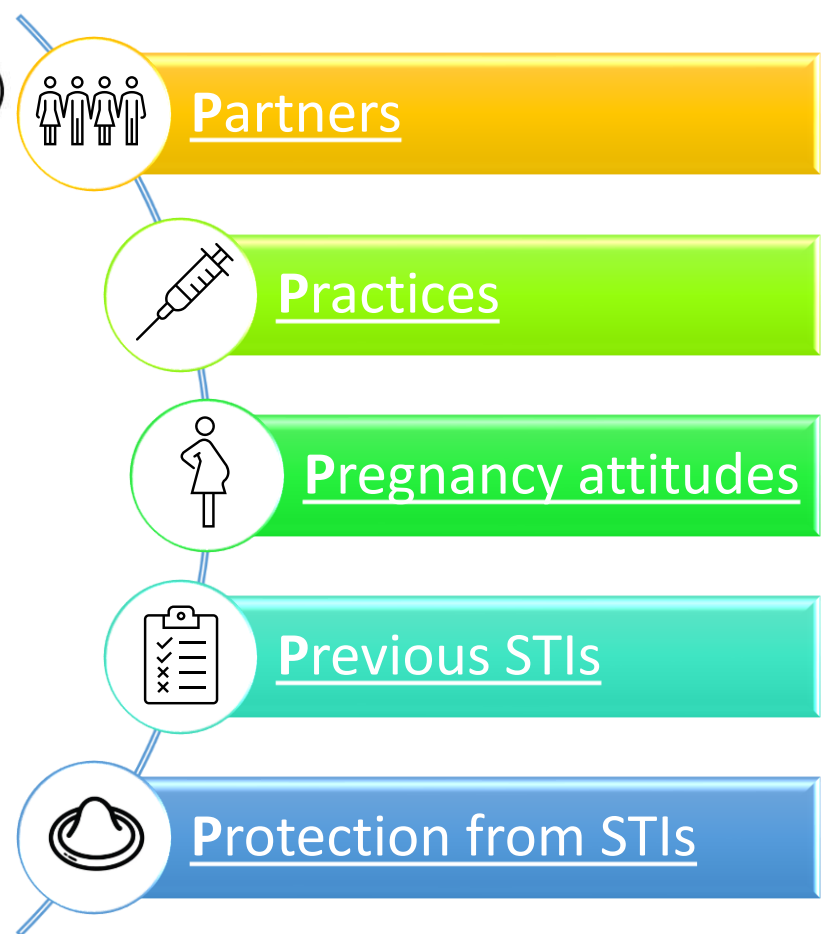 Partners
Practices
Pregnancy attitudes
Previous STIs
Protection from STIs